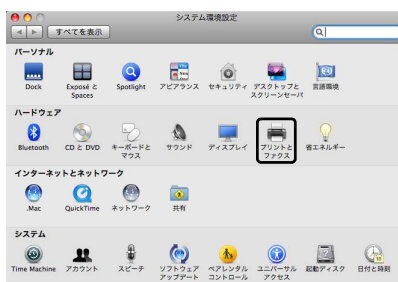 システム環境設定
すべてを表示
パーソナル
Dock Exposé と Spotlight アピアランス セキュリティ デスクトップと 言語環境
Spaces スクリーンセーバ
ハードウェア
Bluetooth CD と DVD キーボードと サウンド ディスプレイ プリントと 省エネルギー
マウス ファクス
インターネットとネットワーク
.Mac QuickTime ネットワーク 共有
システム
Time Machine アカウント スピーチ ソフトウェア ペアレンタル ユニバーサル 起動ディスク 日付と時刻
アップデート コントロール アクセス